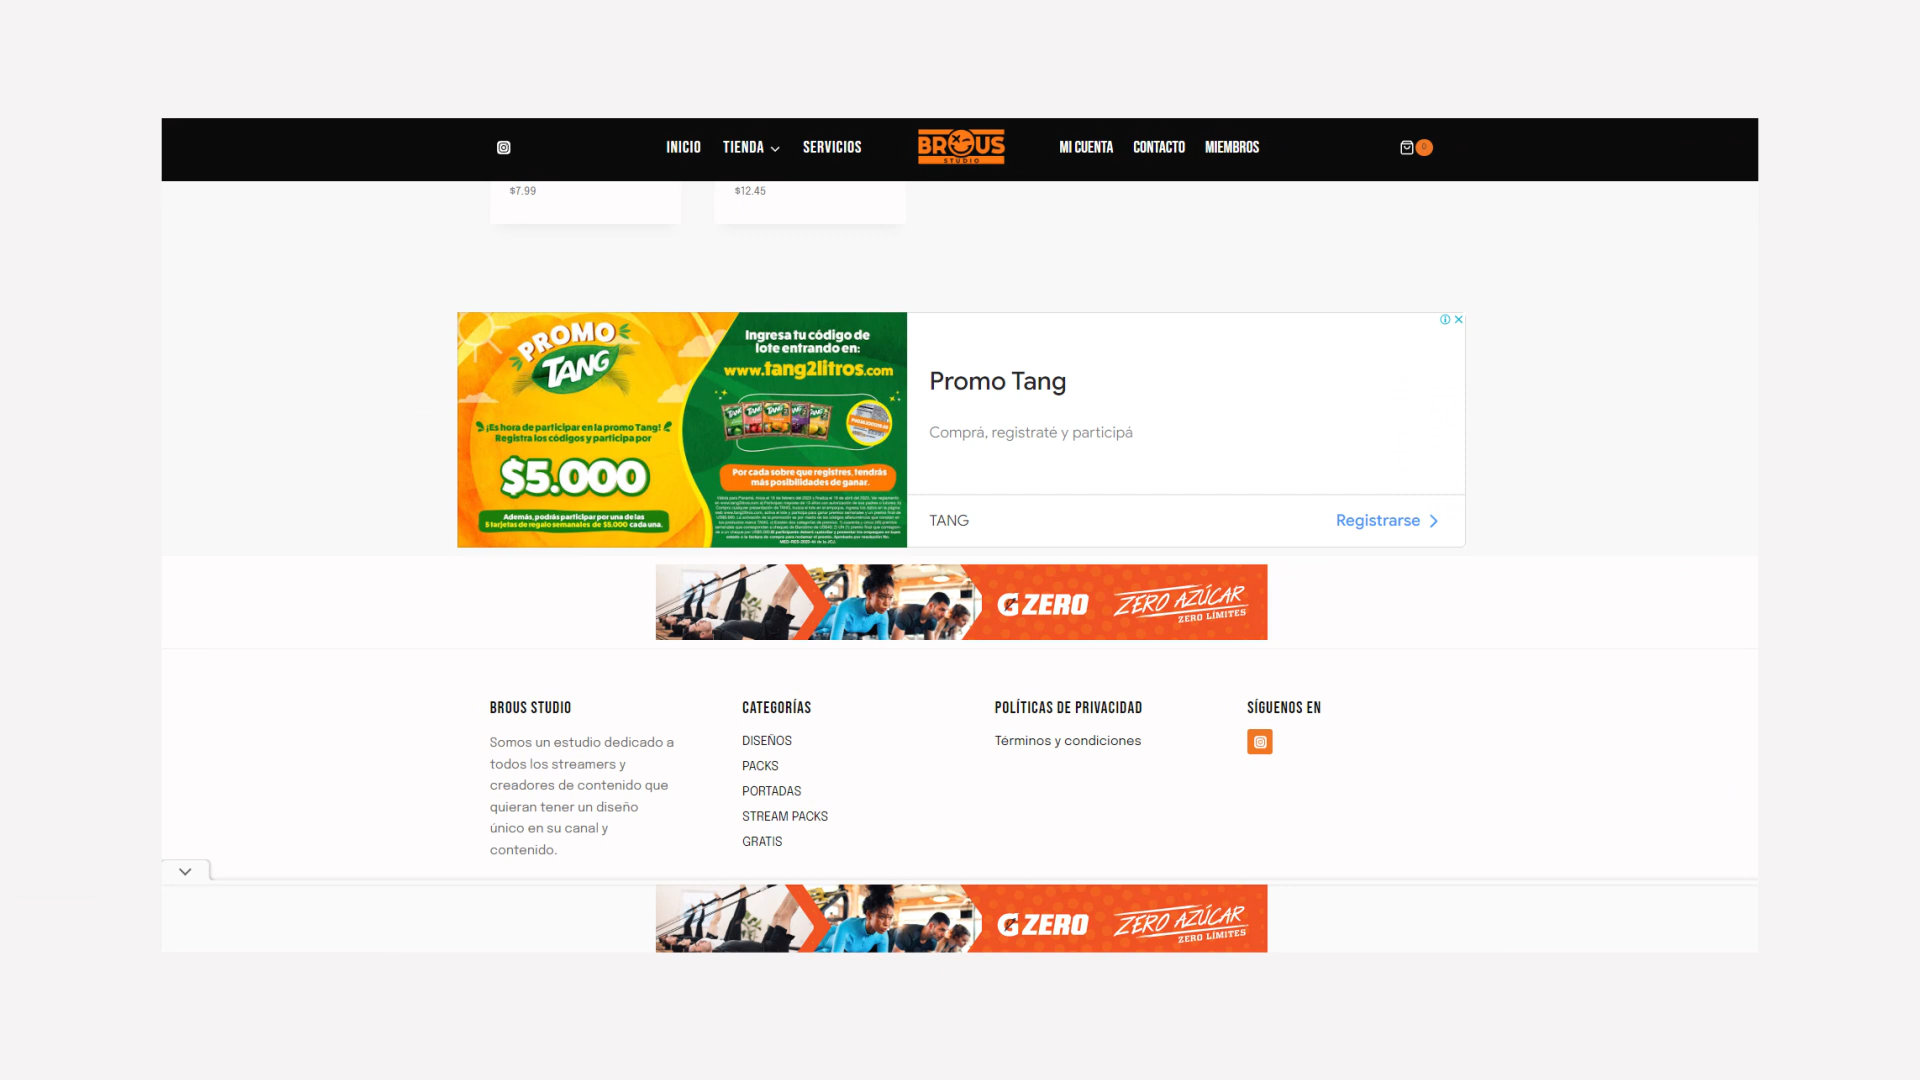 INICIO TIENDA SERVICIOS BROUS STUDIO MI CUENTA CONTACTO MIEMBROS 0
$7.99 $12.45
PROMO
TANG
¡Es hora de participar en la promo Tang!
Registra los códigos y participa por
$5.000
Además, podrás participar por una de las
5 tarjetas de regalo semanales de $5.000 cada una.
Ingresa tu código de
lote entrando en:
www.tang2litros.com
Por cada sobre que registres, tendrás
más posibilidades de ganar.
Promo Tang
Comprá, registraté y participá
TANG Registrarse
G ZERO ZERO AZÚCAR
ZERO LÍMITES
BROUS STUDIO
Somos un estudio dedicado a
todos los streamers y
creadores de contenido que
quieran tener un diseño
único en su canal y
contenido.
CATEGORÍAS
DISEÑOS
PACKS
PORTADAS
STREAM PACKS
GRATIS
POLÍTICAS DE PRIVACIDAD
Términos y condiciones
SÍGUENOS EN
G ZERO ZERO AZÚCAR
ZERO LÍMITES